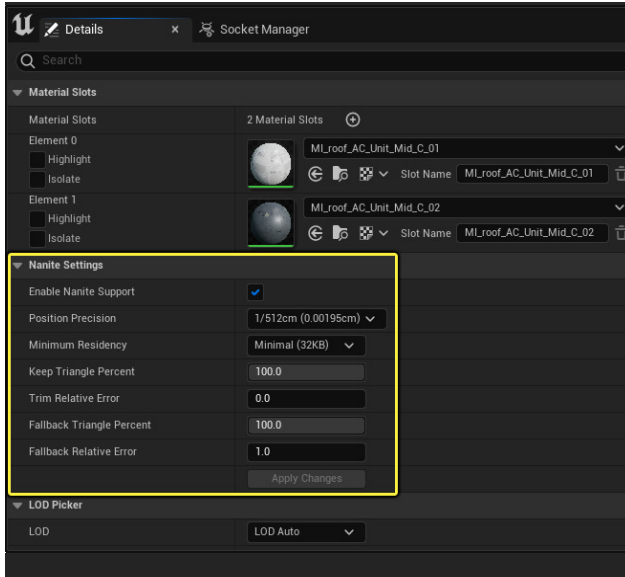 Details
Socket Manager
Search
Material Slots
Material Slots 2 Material Slots
Element 0
MI_roof_AC_Unit_Mid_C_01
Highlight
Isolate
Slot Name MI_roof_AC_Unit_Mid_C_01
Element 1
MI_roof_AC_Unit_Mid_C_02
Highlight
Isolate
Slot Name MI_roof_AC_Unit_Mid_C_02
Nanite Settings
Enable Nanite Support
Position Precision 1/512cm (0.00195cm)
Minimum Residency Minimal (32KB)
Keep Triangle Percent 100.0
Trim Relative Error 0.0
Fallback Triangle Percent 100.0
Fallback Relative Error 1.0
Apply Changes
LOD Picker
LOD LOD Auto